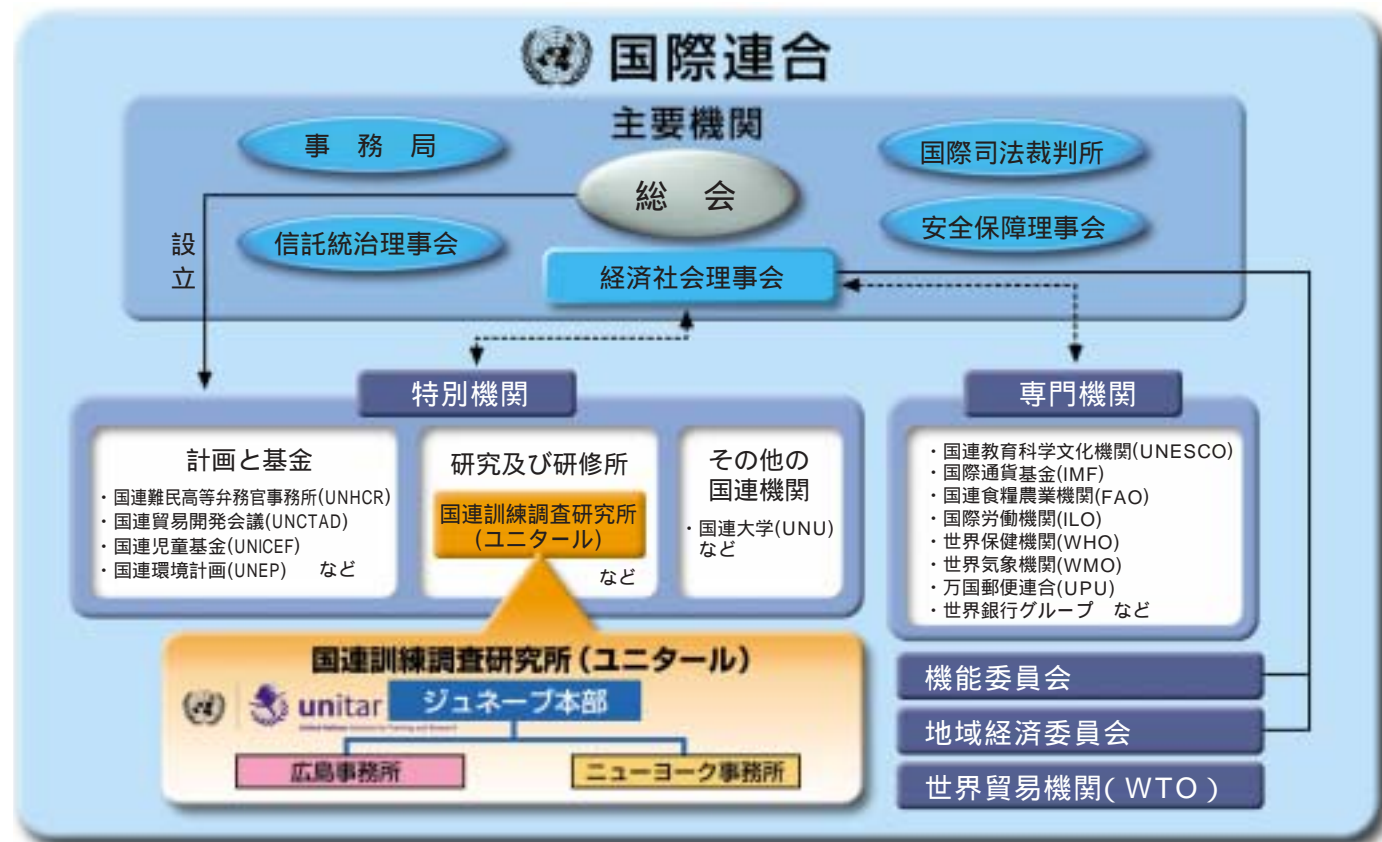 国際連合
主要機関
事 務 局
国際司法裁判所
総 会
信託統治理事会
安全保障理事会
設立
経済社会理事会
特別機関
計画と基金
・国連難民高等弁務官事務所(UNHCR)
・国連貿易開発会議(UNCTAD)
・国連児童基金(UNICEF)
・国連環境計画(UNEP) など
研究及び研修所
国連訓練調査研究所
(ユニタール)
など
その他の
国連機関
・国連大学(UNU)
など
専門機関
・国連教育科学文化機関(UNESCO)
・国際通貨基金(IMF)
・国連食糧農業機関(FAO)
・国際労働機関(ILO)
・世界保健機関(WHO)
・世界気象機関(WMO)
・万国郵便連合(UPU)
・世界銀行グループ など
国連訓練調査研究所(ユニタール)
unitar
ジュネーブ本部
広島事務所
ニューヨーク事務所
機能委員会
地域経済委員会
世界貿易機関(WTO)